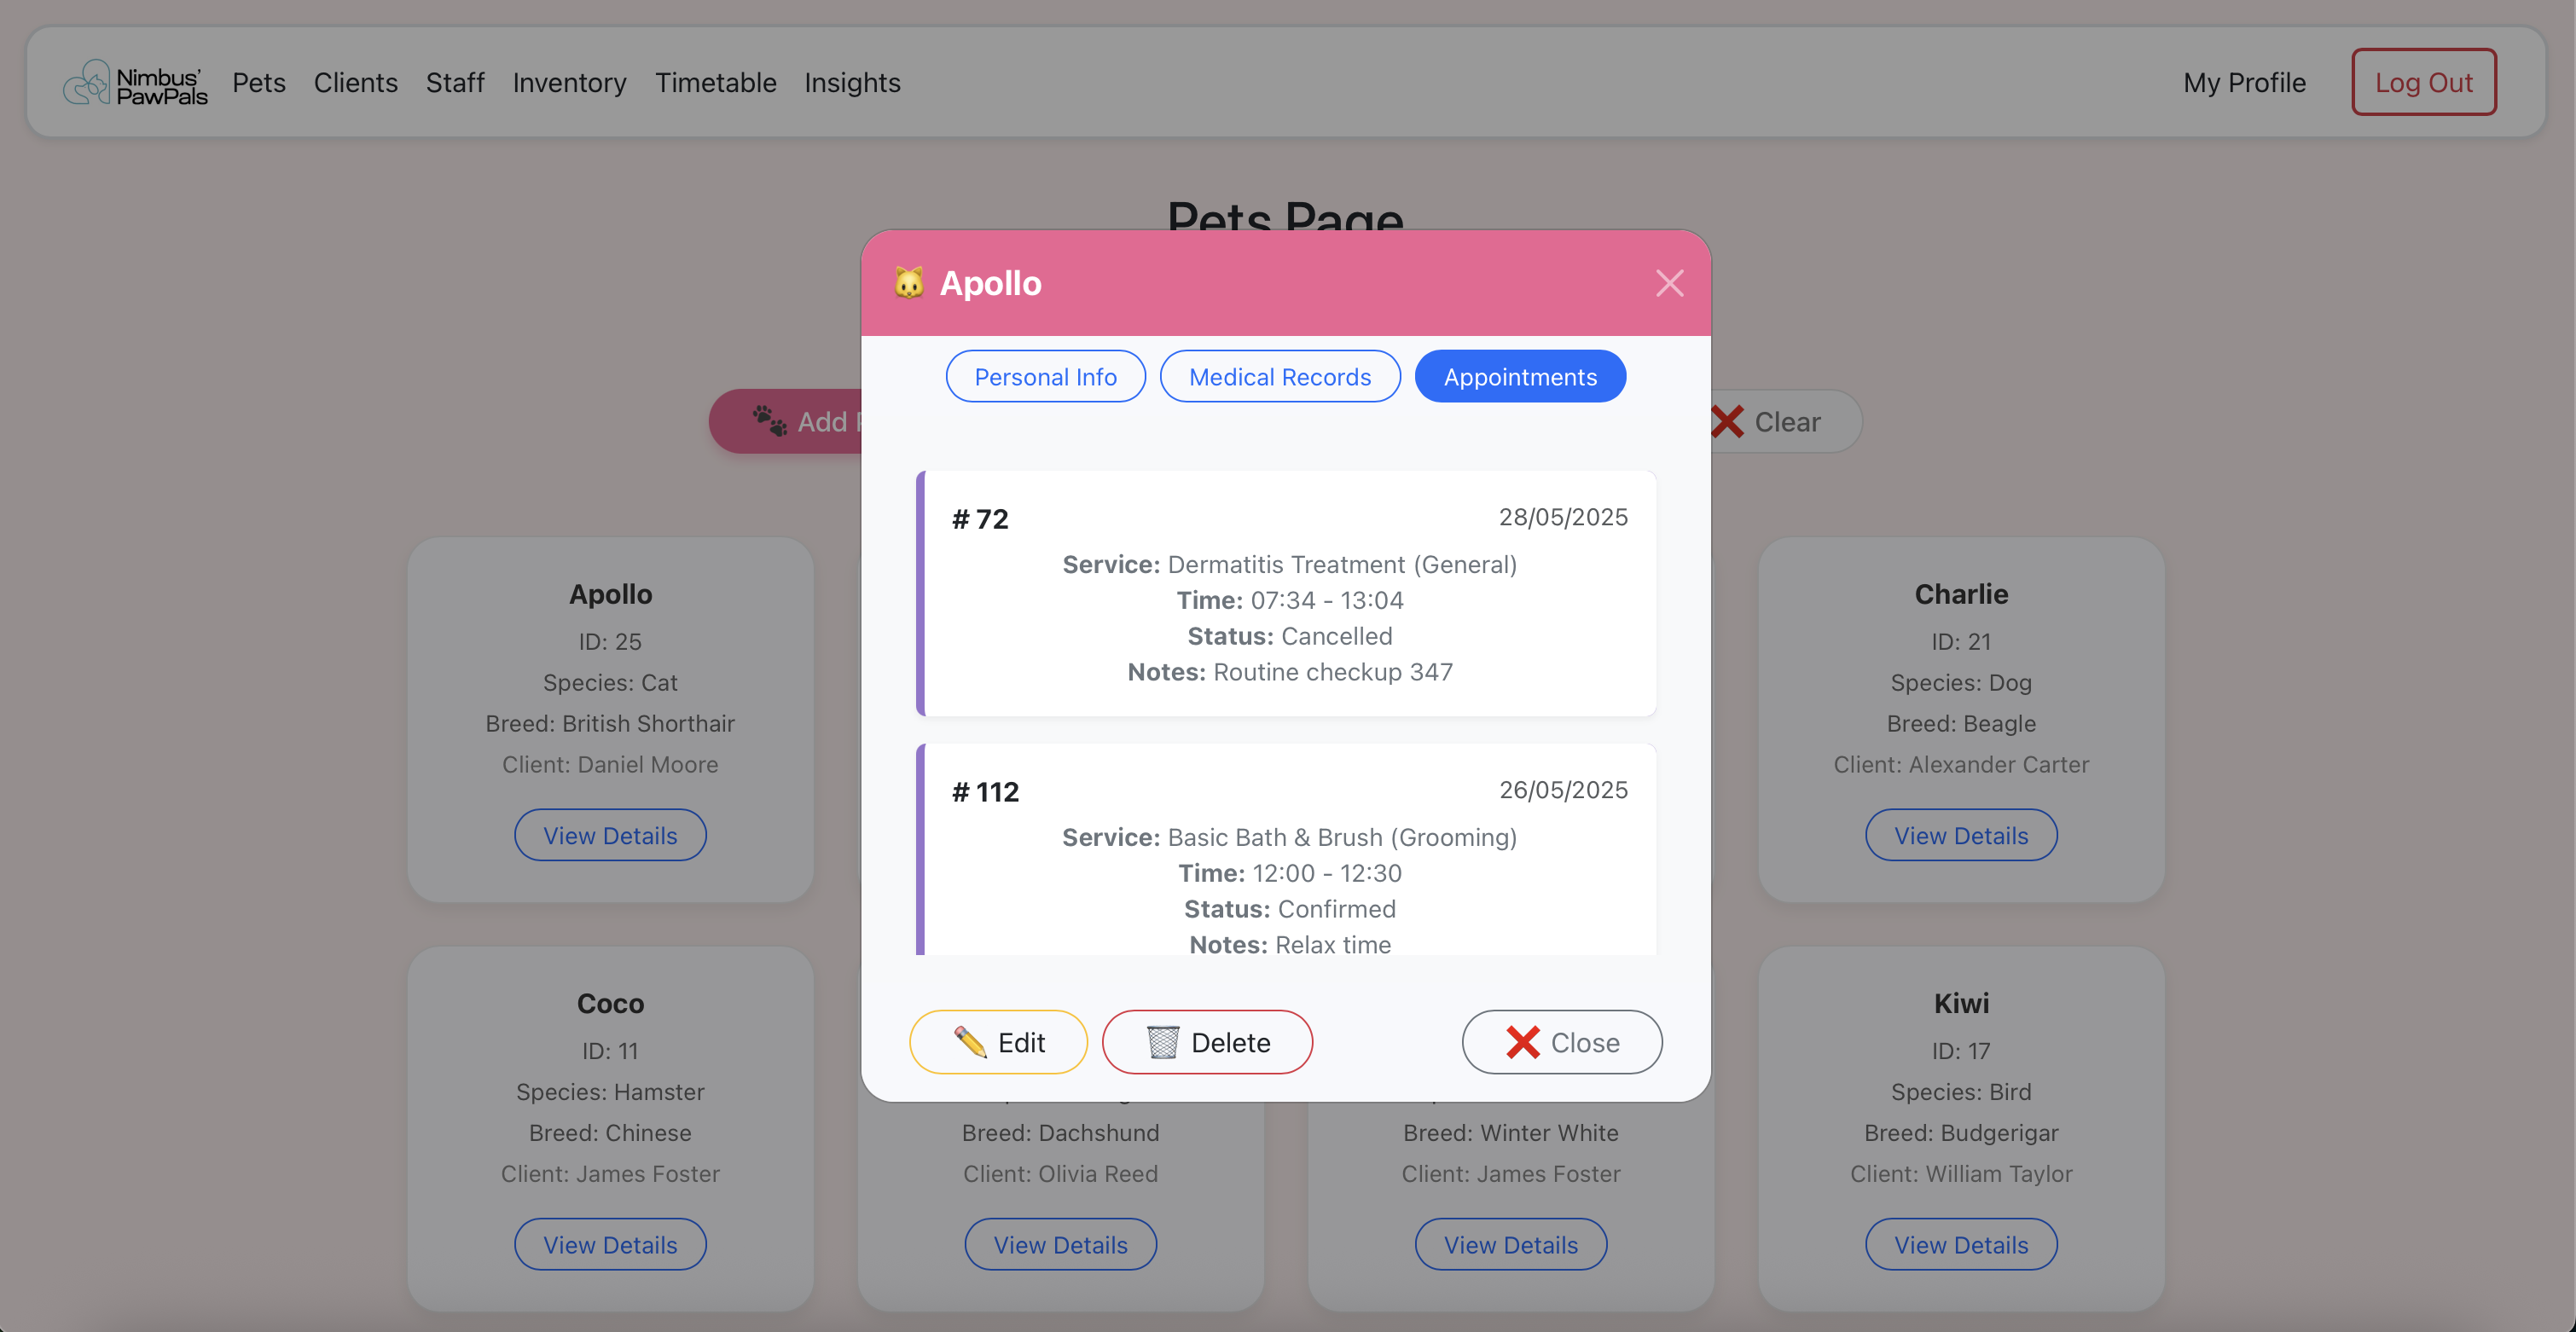 Nimbus'
PawPals
Pets Clients Staff Inventory Timetable Insights My Profile Log Out
Pets Page
Apollo
Personal Info Medical Records Appointments
Add
Clear
# 72 28/05/2025
Service: Dermatitis Treatment (General)
Time: 07:34 - 13:04
Status: Cancelled
Notes: Routine checkup 347
# 112 26/05/2025
Service: Basic Bath & Brush (Grooming)
Time: 12:00 - 12:30
Status: Confirmed
Notes: Relax time
Edit Delete Close
Apollo
ID: 25
Species: Cat
Breed: British Shorthair
Client: Daniel Moore
View Details
Charlie
ID: 21
Species: Dog
Breed: Beagle
Client: Alexander Carter
View Details
Coco
ID: 11
Species: Hamster
Breed: Chinese
Client: James Foster
View Details
Breed: Dachshund
Client: Olivia Reed
View Details
Breed: Winter White
Client: James Foster
View Details
Kiwi
ID: 17
Species: Bird
Breed: Budgerigar
Client: William Taylor
View Details